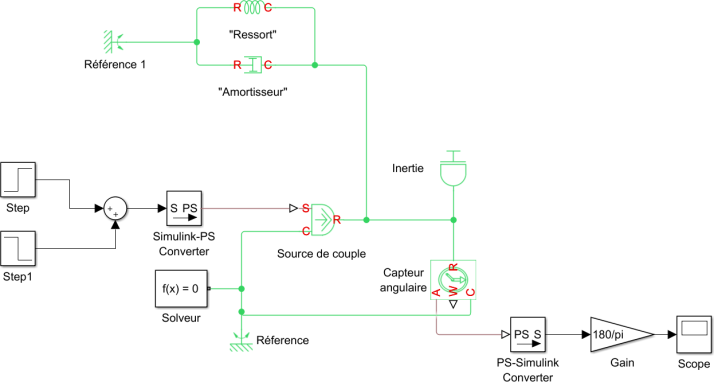 R C
"Ressort"
Référence 1
R C
"Amortisseur"
Inertie
Step
+
+
S PS
Simulink-PS
Converter
S
R
C
Source de couple
Step1
f(x) = 0
Solveur
Capteur
angulaire
R
A W C
Réference
PS S
PS-Simulink
Converter
180/pi
Gain
Scope